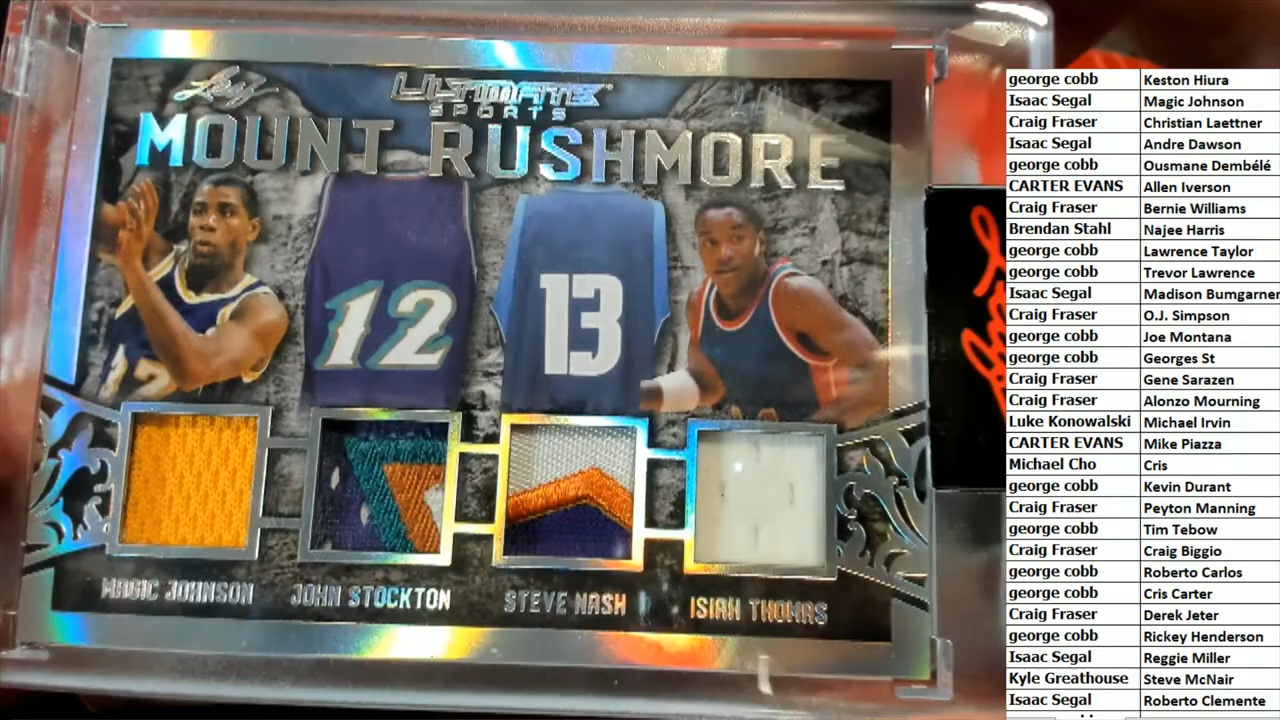 Leaf
ULTIMATE
SPORTS
MOUNT RUSHMORE
12
13
12
MAGIC JOHNSON
JOHN STOCKTON
STEVE NASH
ISIAH THOMAS
george cobb Keston Hiura
Isaac Segal Magic Johnson
Craig Fraser Christian Laettner
Isaac Segal Andre Dawson
george cobb Ousmane Dembélé
CARTER EVANS Allen Iverson
Craig Fraser Bernie Williams
Brendan Stahl Najee Harris
george cobb Lawrence Taylor
george cobb Trevor Lawrence
Isaac Segal Madison Bumgarner
Craig Fraser O.J. Simpson
george cobb Joe Montana
george cobb Georges St
Craig Fraser Gene Sarazen
Craig Fraser Alonzo Mourning
Luke Konowalski Michael Irvin
CARTER EVANS Mike Piazza
Michael Cho Cris
george cobb Kevin Durant
Craig Fraser Peyton Manning
george cobb Tim Tebow
Craig Fraser Craig Biggio
george cobb Roberto Carlos
george cobb Cris Carter
Craig Fraser Derek Jeter
george cobb Rickey Henderson
Isaac Segal Reggie Miller
Kyle Greathouse Steve McNair
Isaac Segal Roberto Clemente